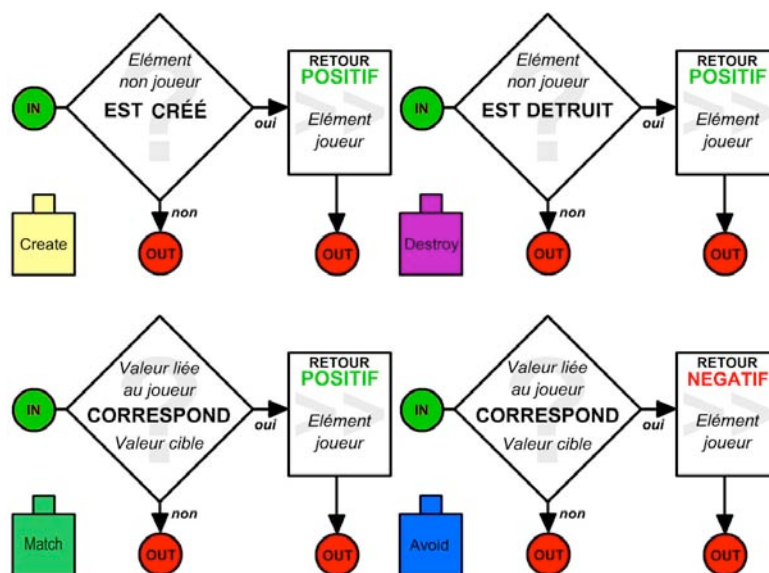 IN
Elément
non joueur
EST CRÉÉ
oui
non
OUT
RETOUR
POSITIF
Elément
joueur
OUT
Create
IN
Elément
non joueur
EST DETRUIT
oui
non
OUT
RETOUR
POSITIF
Elément
joueur
OUT
Destroy
IN
Valeur liée
au joueur
CORRESPOND
Valeur cible
oui
non
OUT
RETOUR
POSITIF
Elément
joueur
OUT
Match
IN
Valeur liée
au joueur
CORRESPOND
Valeur cible
oui
non
OUT
RETOUR
NEGATIF
Elément
joueur
OUT
Avoid